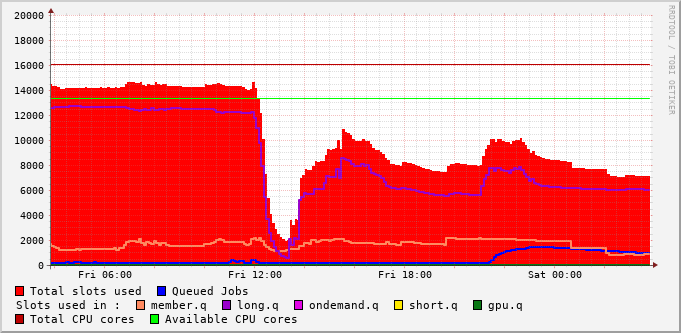 20000
18000
16000
14000
12000
10000
8000
6000
4000
2000
0
Fri 06:00 Fri 12:00 Fri 18:00 Sat 00:00
RRDTOOL / TOBI OETIKER
Total slots used Queued Jobs
Slots used in : member.q long.q ondemand.q short.q gpu.q
Total CPU cores Available CPU cores